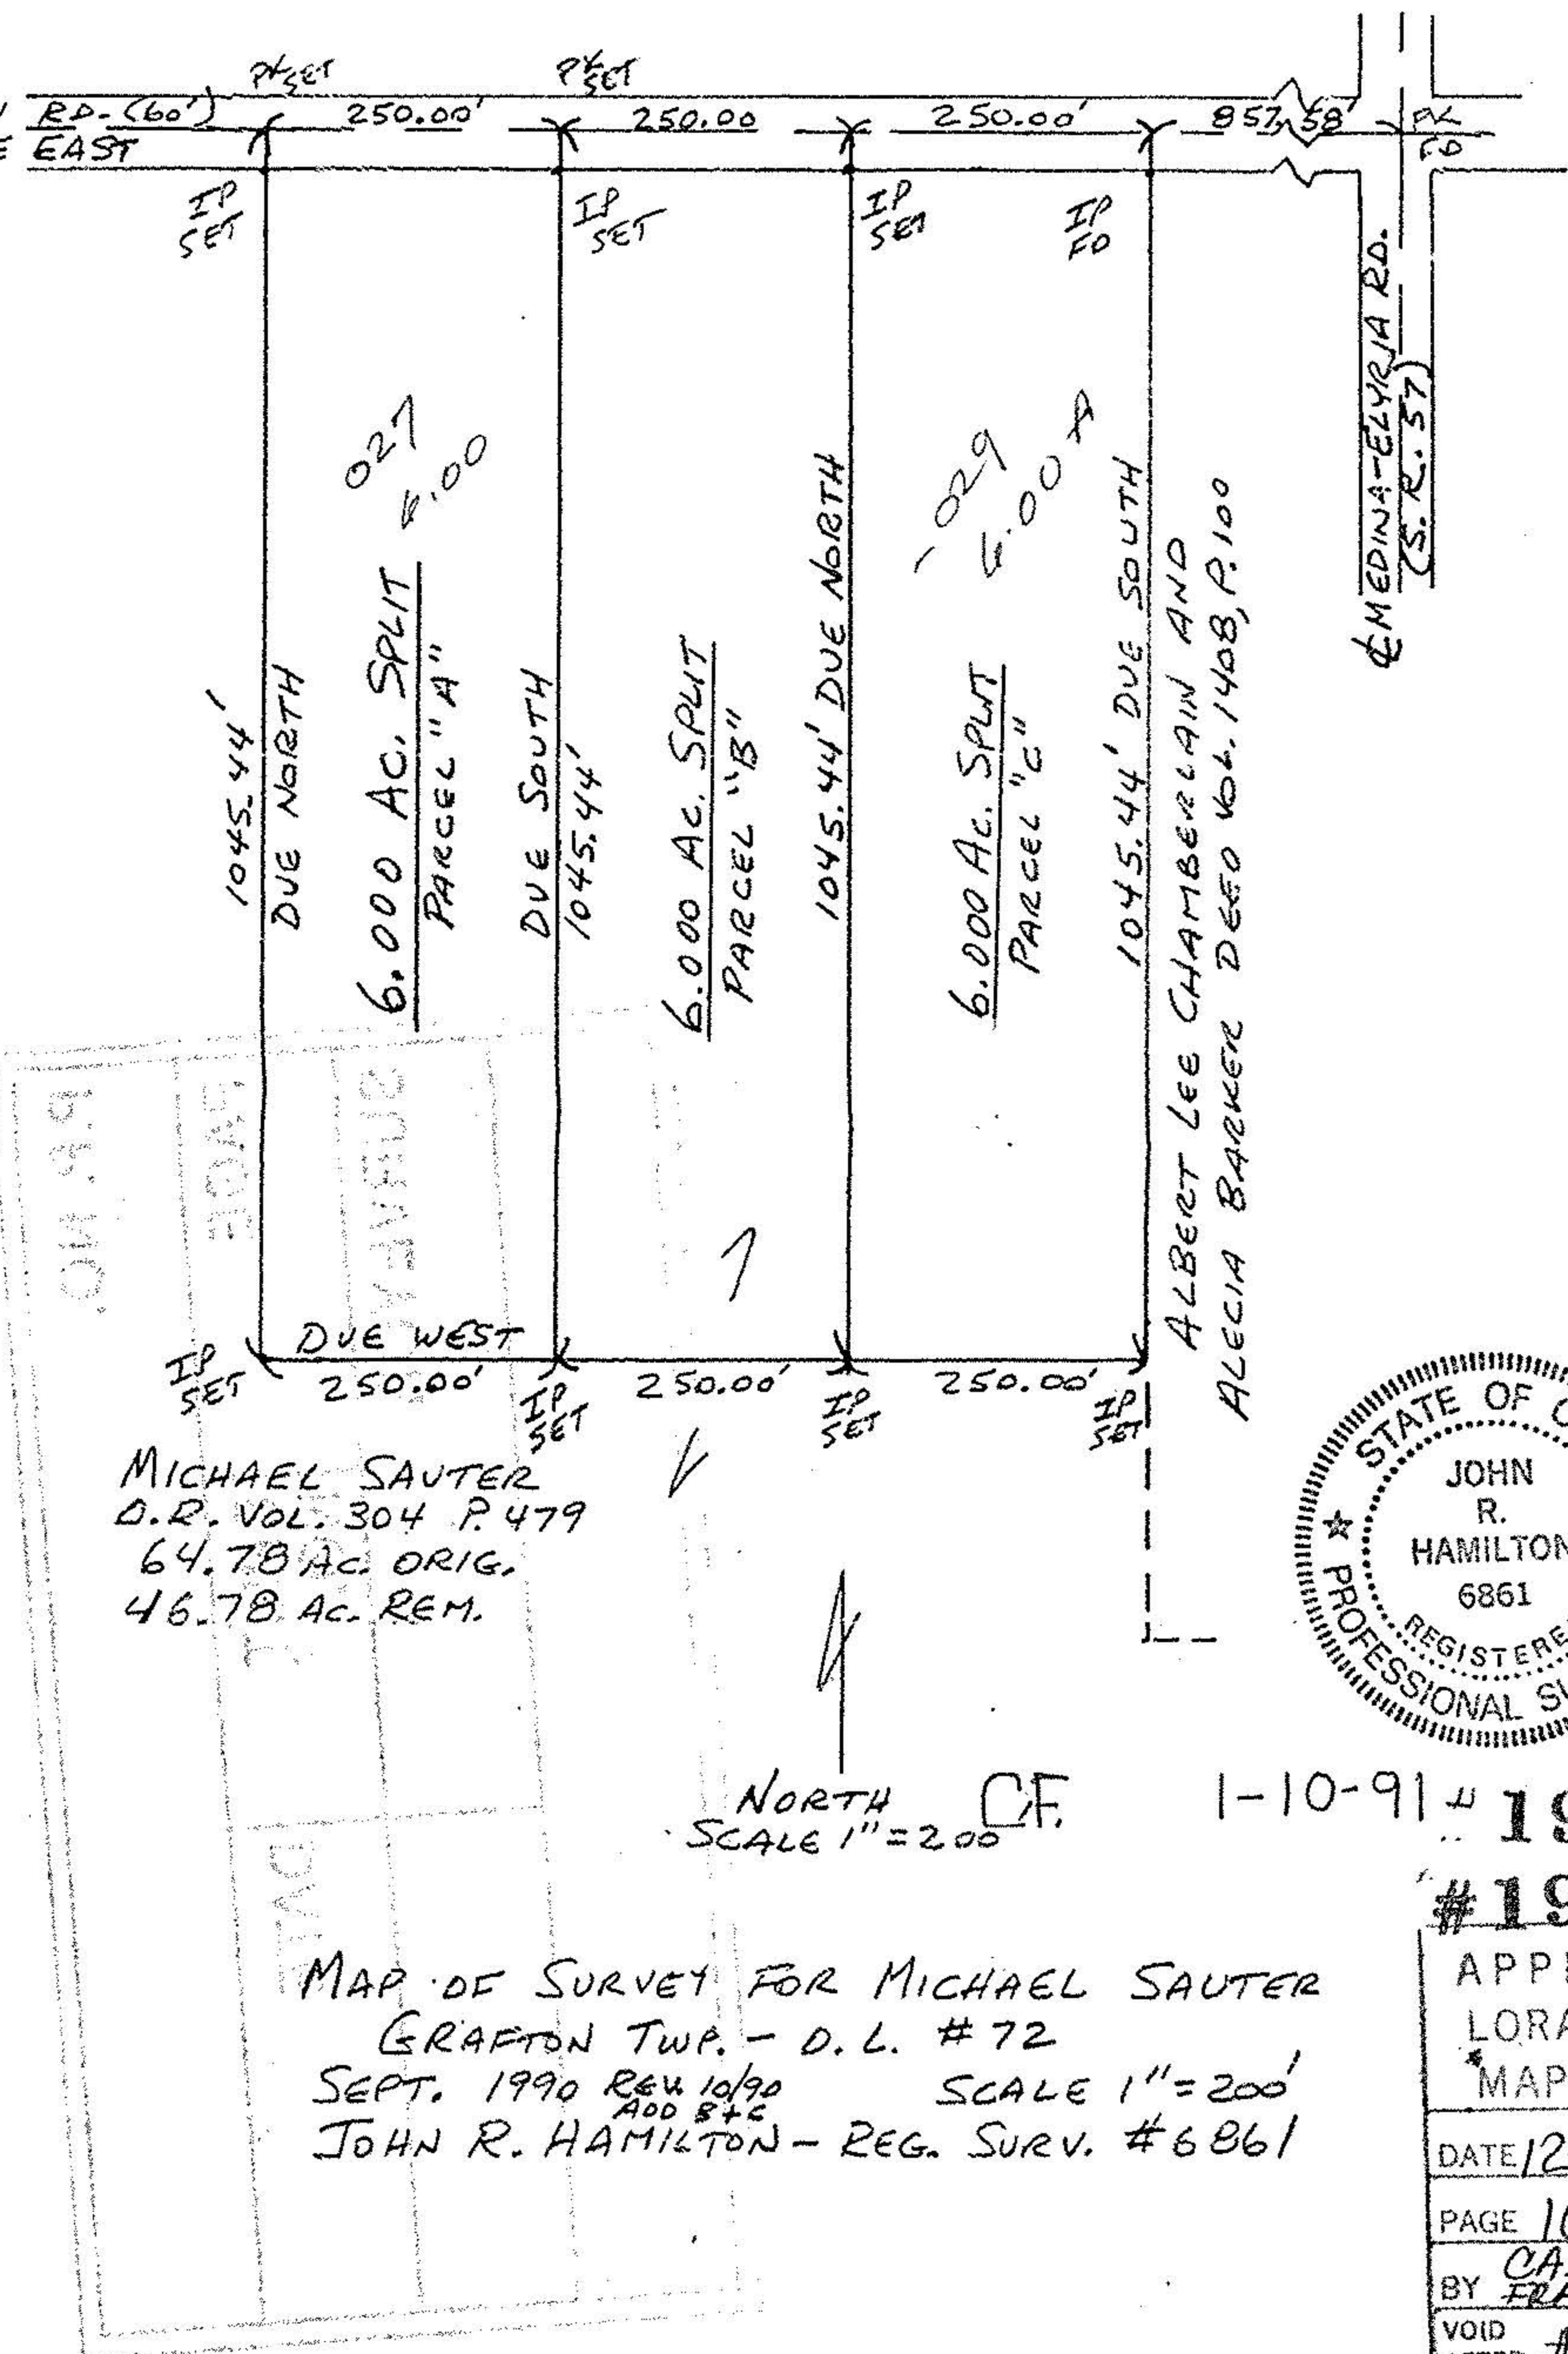 PK SET
PK SET
RD. (60')
250.00'
250.00
250.00'
857.58'
PK
FD
EAST
IP
SET
IP
SET
IP
SET
IP
FD
℄ MEDINA-ELYRIA RD.
(S.R. 57)
1045.44'
DUE NORTH
027
6.00
6.000 AC. SPLIT
PARCEL "A"
DUE SOUTH
1045.44'
6.000 AC. SPLIT
PARCEL "B"
1045.44' DUE NORTH
-029
6.00 A
6.000 AC. SPLIT
PARCEL "C"
1045.44' DUE SOUTH
ALBERT LEE CHAMBERLAIN AND
ALECIA BARKER DEED VOL. 1408, P. 100
P.P. NO.
PAGE
DUE WEST
IP
SET
250.00'
IP
SET
250.00'
IP
SET
250.00'
IP
SET
MICHAEL SAUTER
O.R. VOL. 304 P. 479
64.78 AC. ORIG.
46.78 AC. REM.
STATE OF
JOHN
R.
HAMILTON
6861
PROFESSIONAL
NORTH
SCALE 1"=200
C.F.
1-10-91
DATE
MAP OF SURVEY FOR MICHAEL SAUTER
GRAFTON TWP. - O.L. #72
SEPT. 1990 REV. 10/90
ADD B+C
SCALE 1"=200'
JOHN R. HAMILTON - REG. SURV. #6861
#19
MAP
DATE 12
PAGE
BY
VOID